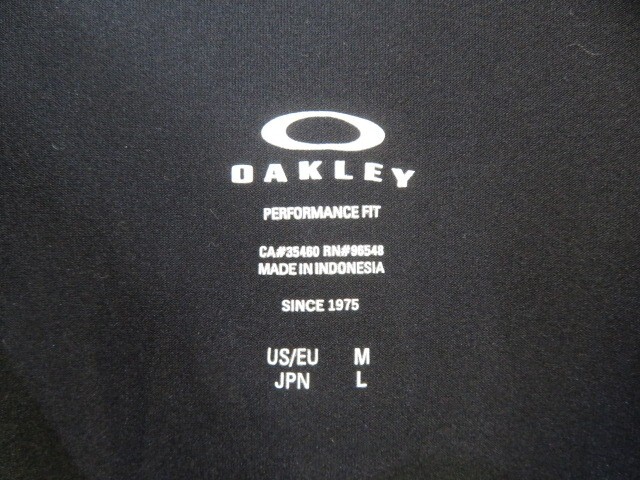 OAKLEY
PERFORMANCE FIT
CA#35460 RN#96548
MADE IN INDONESIA
SINCE 1975
US/EU M
JPN L